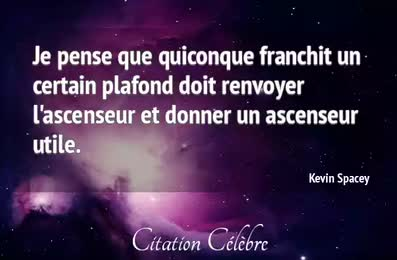 Je pense que quiconque franchit un
certain plafond doit renvoyer
l'ascenseur et donner un ascenseur
utile.
Kevin Spacey
Citation Célèbre